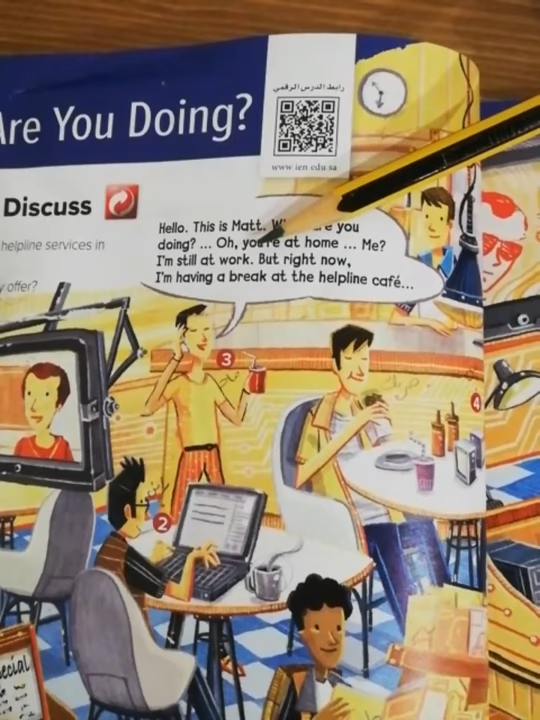 Are You Doing?
رابط الدرس الرقمي
www.ien.edu.sa
Discuss
helpline services in
offer?
Hello. This is Matt. you
doing? ... Oh, you're at home ... Me?
I'm still at work. But right now,
I'm having a break at the helpline café...
3
4
2